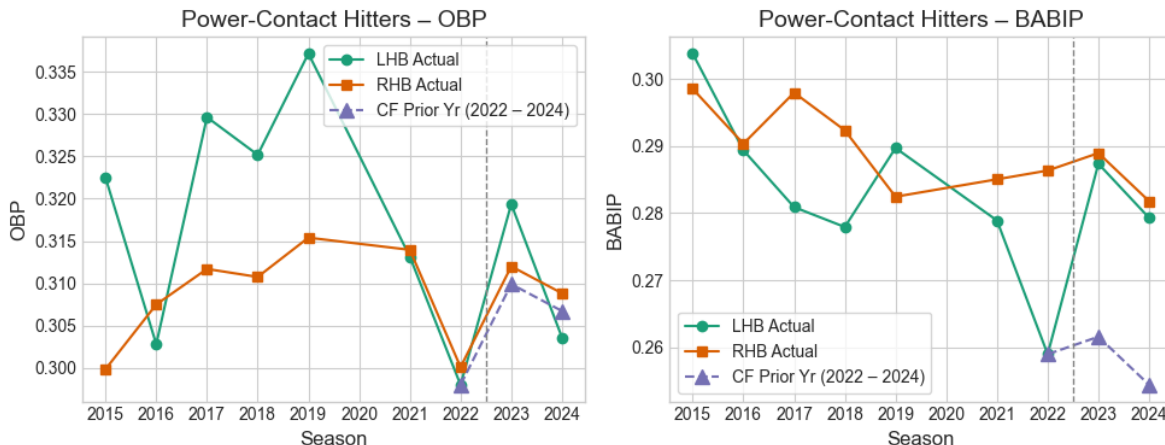 Power-Contact Hitters – OBP
0.335
0.330
0.325
0.320
0.315
0.310
0.305
0.300
OBP
LHB Actual
RHB Actual
CF Prior Yr (2022 – 2024)
2015 2016 2017 2018 2019 2020 2021 2022 2023 2024
Season
Power-Contact Hitters – BABIP
0.30
0.29
0.28
0.27
0.26
BABIP
LHB Actual
RHB Actual
CF Prior Yr (2022 – 2024)
2015 2016 2017 2018 2019 2020 2021 2022 2023 2024
Season